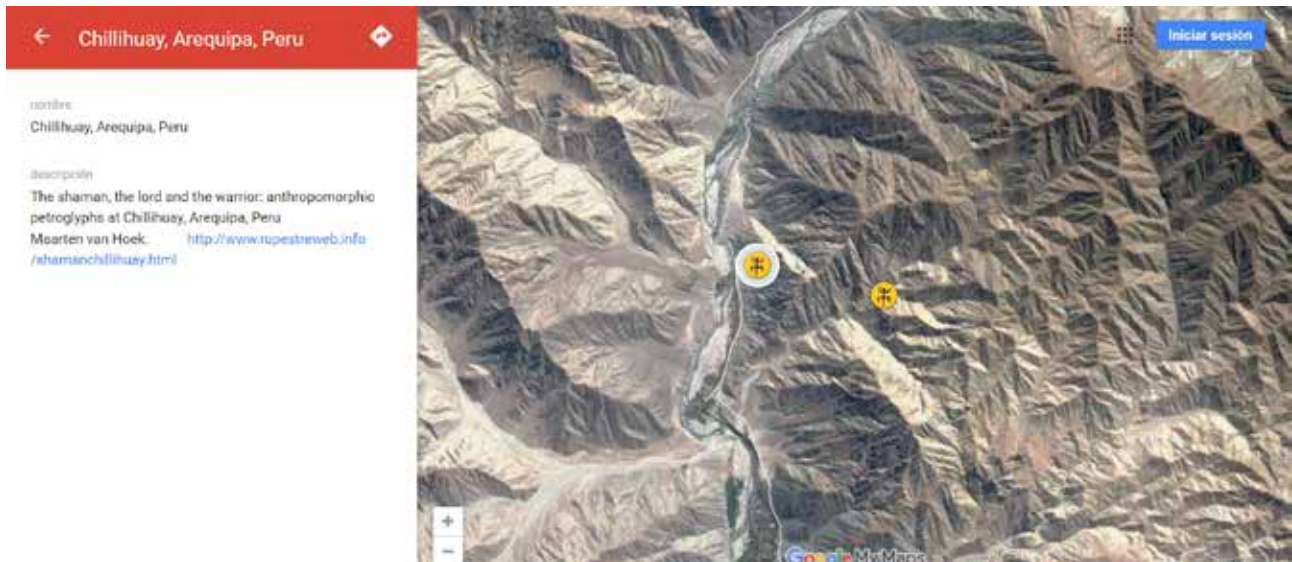 Chillihuay, Arequipa, Peru
Iniciar sesión
nombre
Chillihuay, Arequipa, Peru
descripción
The shaman, the lord and the warrior: anthropomorphic
petroglyphs at Chillihuay, Arequipa, Peru
Maarten van Hoek. http://www.rupestreweb.info
/shamanchillihuay.html
+
−
Google My Maps